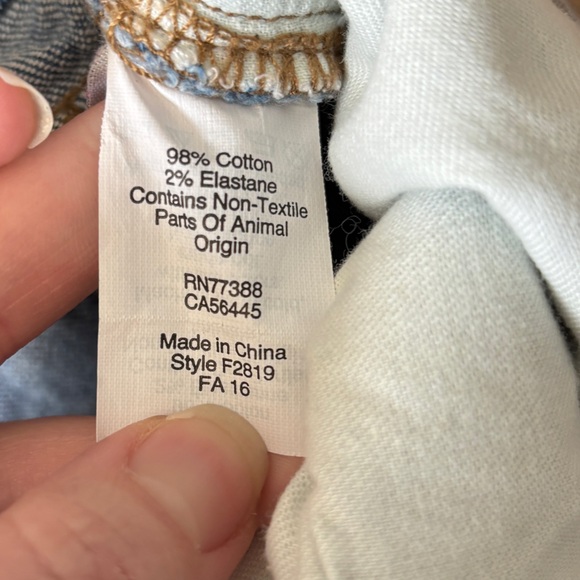 98% Cotton
2% Elastane
Contains Non-Textile
Parts Of Animal
Origin
RN77388
CA56445
Made in China
Style F2819
FA 16